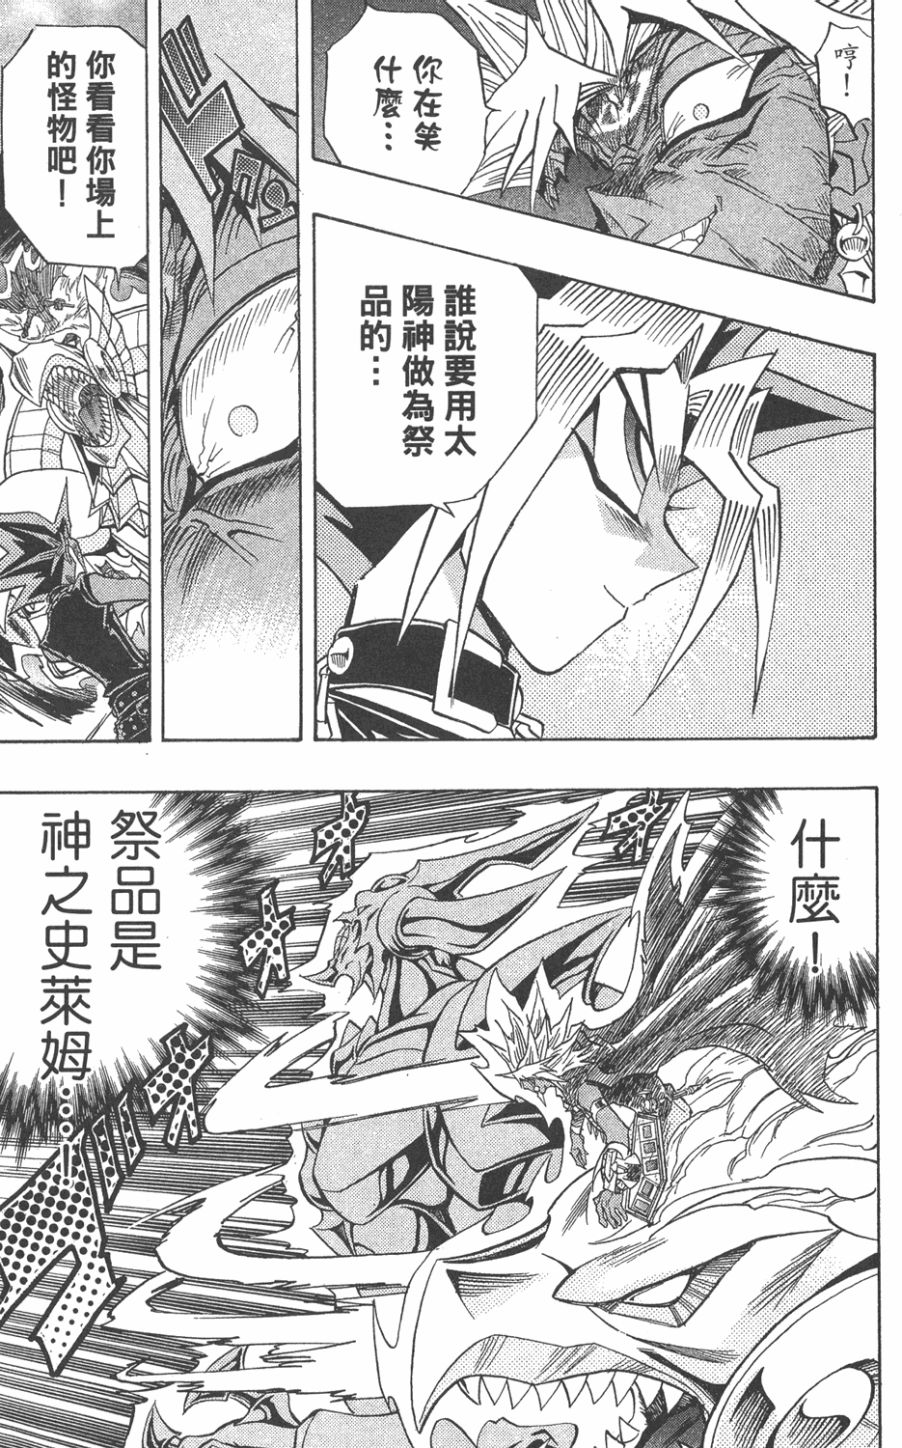 哼！
你在笑
什麼…
誰說要用太
陽神做為祭
品的…
你看看你場上
的怪物吧！
什麼！
祭品是
神之史萊姆……！